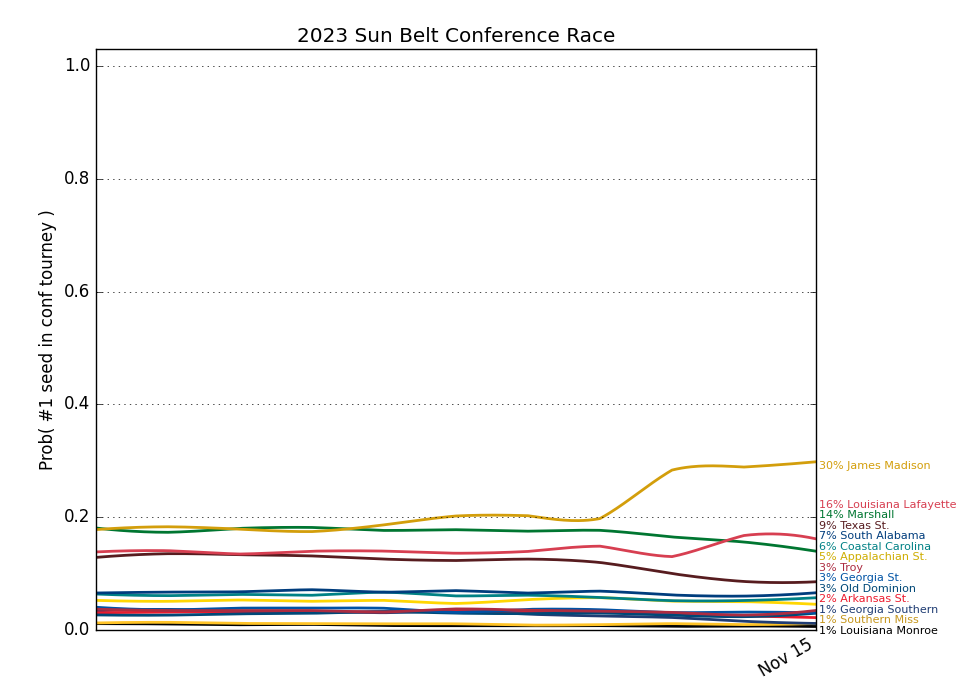 2023 Sun Belt Conference Race
1.0
0.8
0.6
0.4
0.2
0.0
Prob( #1 seed in conf tourney )
30% James Madison
16% Louisiana Lafayette
14% Marshall
9% Texas St.
7% South Alabama
6% Coastal Carolina
5% Appalachian St.
3% Troy
3% Georgia St.
3% Old Dominion
2% Arkansas St.
1% Georgia Southern
1% Southern Miss
1% Louisiana Monroe
Nov 15